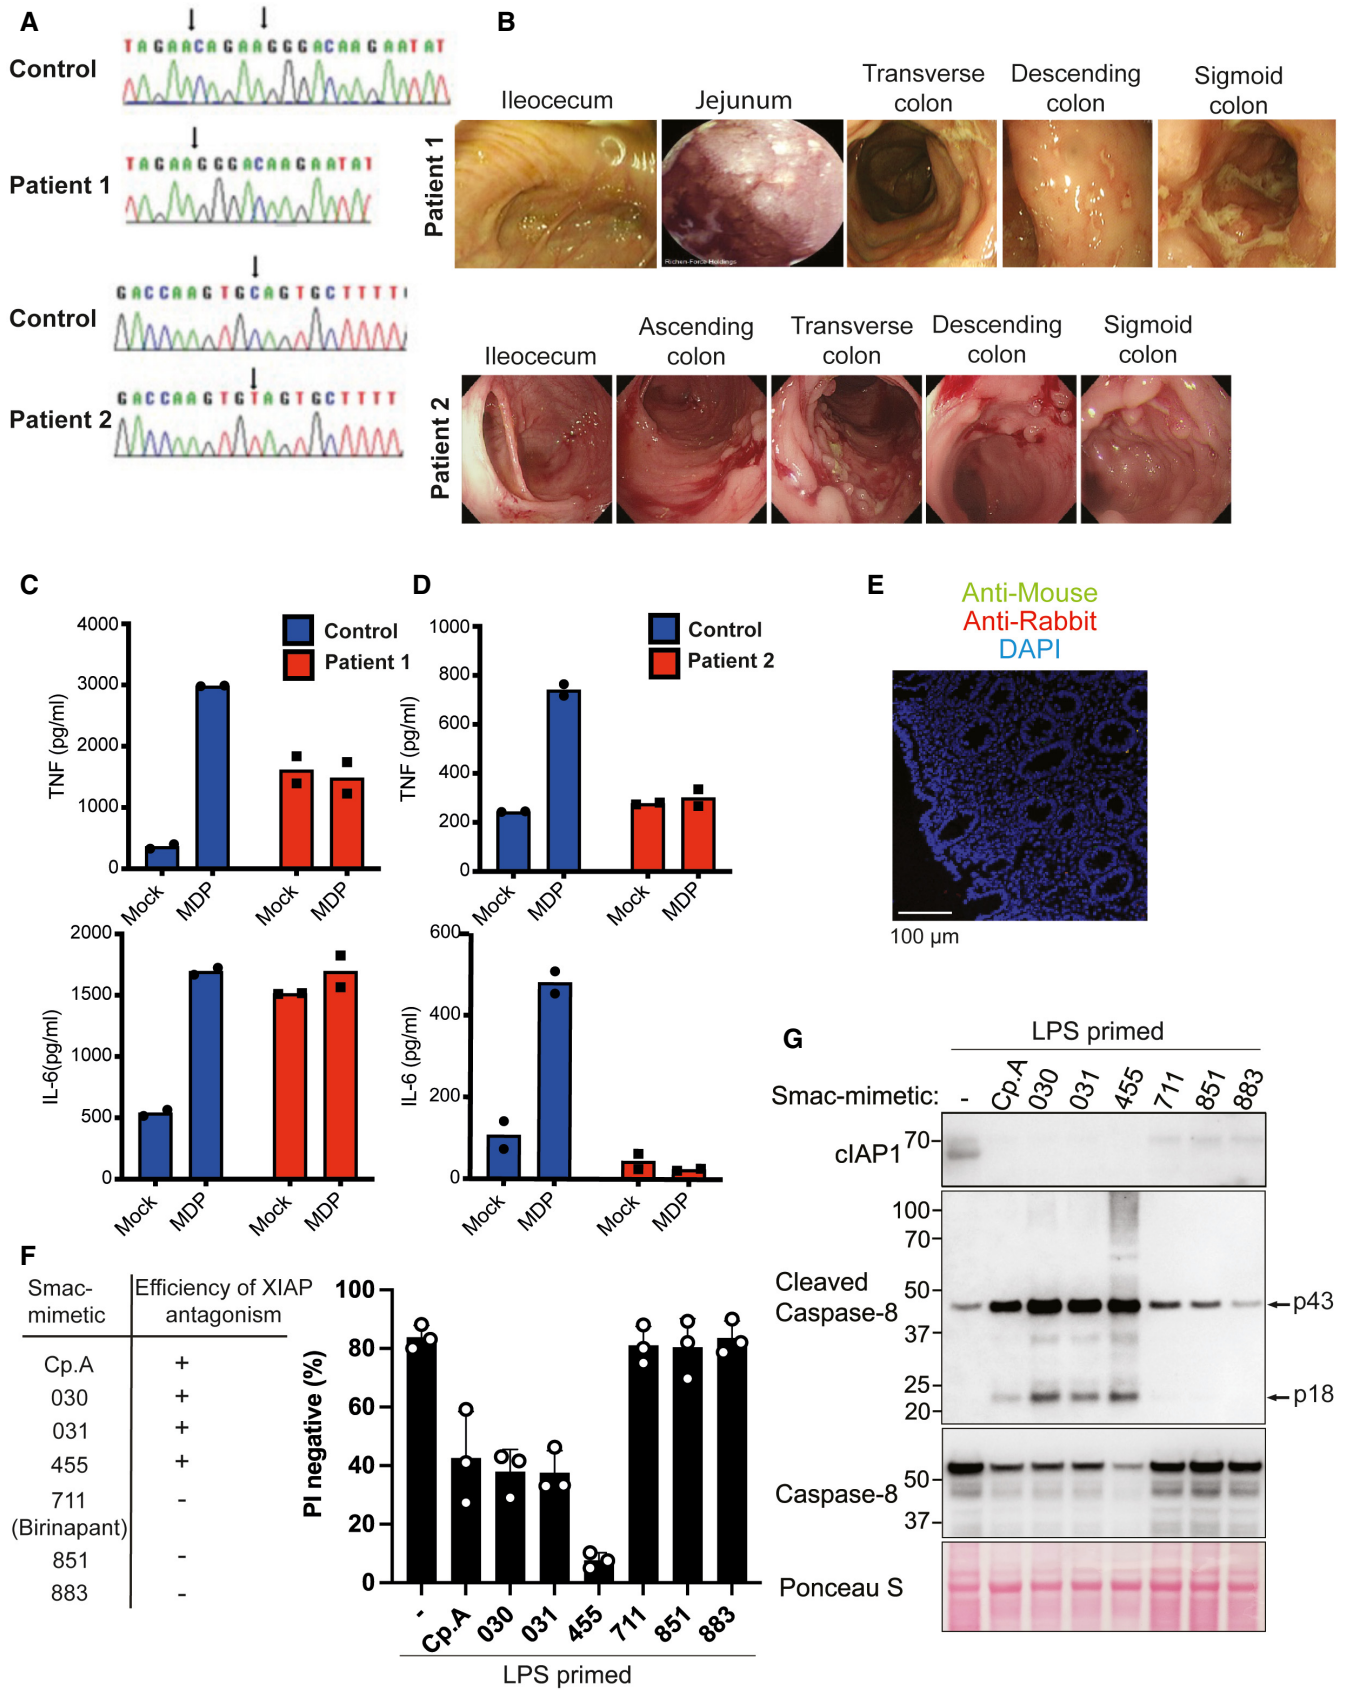 A
TAGAACAGAAGGGACAAGAATAT
Control
TAGAAGGGACAAGAATAT
Patient 1
GACCAAGTGCAGTGCTTTT
Control
GACCAAGTGTAGTGCTTTT
Patient 2
B
Patient 1
Ileocecum
Jejunum
Transverse
colon
Descending
colon
Sigmoid
colon
Richen-Force Holdings
Patient 2
Ileocecum
Ascending
colon
Transverse
colon
Descending
colon
Sigmoid
colon
C
TNF (pg/ml)
4000
3000
2000
1000
0
Control
Patient 1
Mock
MDP
Mock
MDP
IL-6(pg/ml)
2000
1500
1000
500
0
Mock
MDP
Mock
MDP
D
TNF (pg/ml)
1000
800
600
400
200
0
Control
Patient 2
Mock
MDP
Mock
MDP
IL-6 (pg/ml)
600
400
200
0
Mock
MDP
Mock
MDP
E
Anti-Mouse
Anti-Rabbit
DAPI
100 µm
F
Smac-
mimetic
Efficiency of XIAP
antagonism
Cp.A +
030 +
031 +
455 +
711 -
(Birinapant)
851 -
883 -
PI negative (%)
100
80
60
40
20
0
- Cp.A 030 031 455 711 851 883
LPS primed
G
LPS primed
Smac-mimetic: - Cp.A 030 031 455 711 851 883
cIAP1
70
Cleaved
Caspase-8
100
70
50
37
25
20
p43
p18
Caspase-8
50
37
Ponceau S